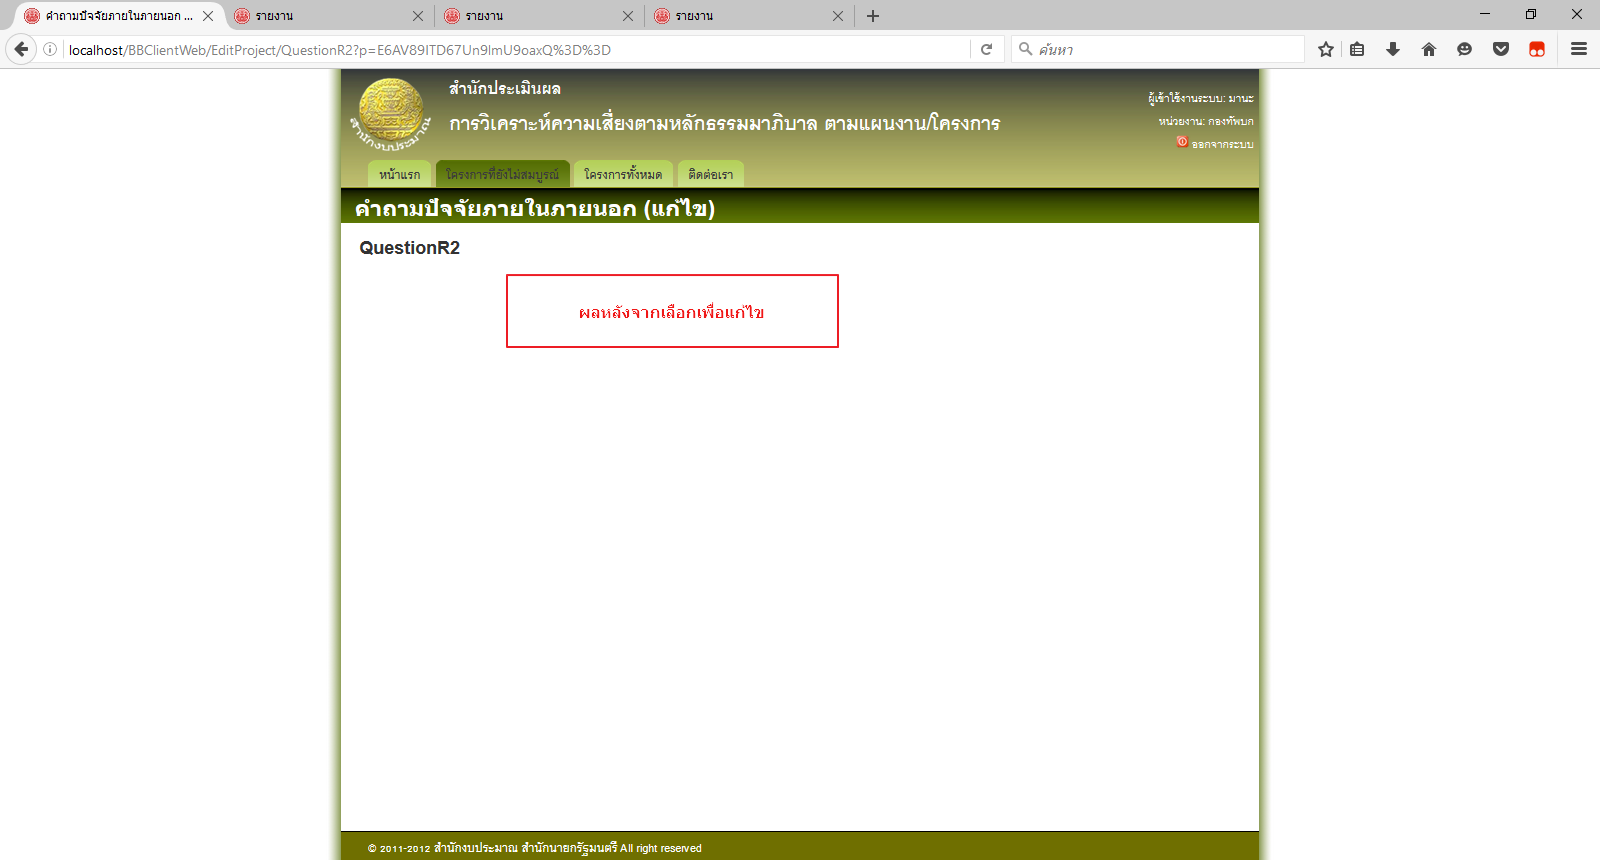 คำถามปัจจัยภายในภายนอก ...
รายงาน
รายงาน
รายงาน
localhost/BBClientWeb/EditProject/QuestionR2?p=E6AV89ITD67Un9lmU9oaxQ%3D%3D
ค้นหา
สำนักงบประมาณ
สำนักประเมินผล
การวิเคราะห์ความเสี่ยงตามหลักธรรมมาภิบาล ตามแผนงาน/โครงการ
ผู้เข้าใช้งานระบบ: มานะ
หน่วยงาน: กองทัพบก
ออกจากระบบ
หน้าแรก
โครงการที่ยังไม่สมบูรณ์
โครงการทั้งหมด
ติดต่อเรา
คำถามปัจจัยภายในภายนอก (แก้ไข)
QuestionR2
ผลหลังจากเลือกเพื่อแก้ไข
© 2011-2012 สำนักงบประมาณ สำนักนายกรัฐมนตรี All right reserved